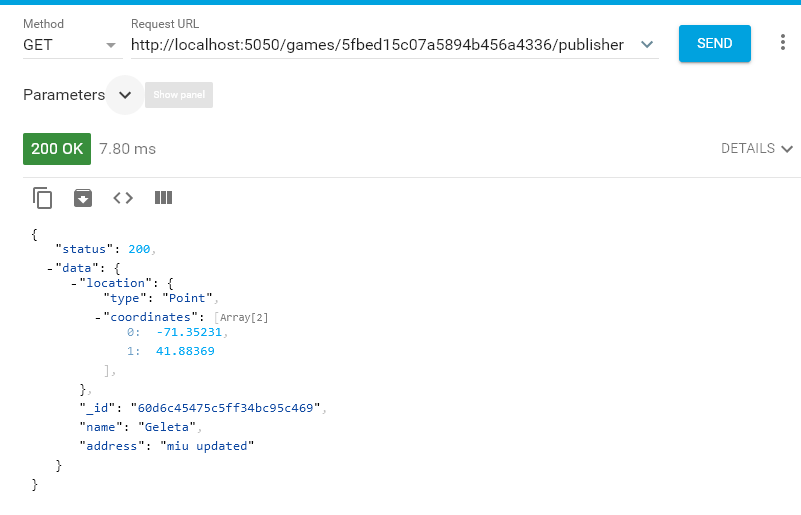 Method Request URL
GET http://localhost:5050/games/5fbed15c07a5894b456a4336/publisher SEND
Parameters Show panel
200 OK 7.80 ms DETAILS
{
"status": 200,
-"data": {
-"location": {
"type": "Point",
-"coordinates": [Array[2]
0: -71.35231,
1: 41.88369
],
},
"_id": "60d6c45475c5ff34bc95c469",
"name": "Geleta",
"address": "miu updated"
}
}